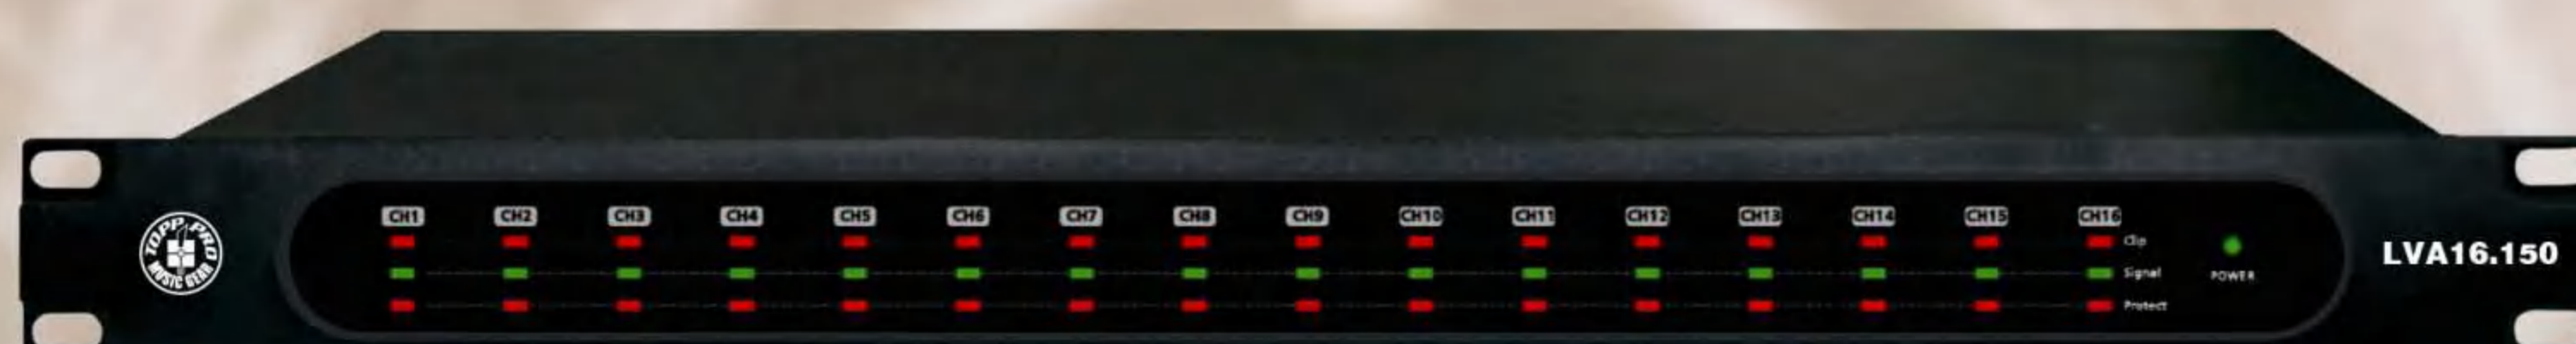 TOPP PRO
MUSIC GEAR
CH1 CH2 CH3 CH4 CH5 CH6 CH7 CH8 CH9 CH10 CH11 CH12 CH13 CH14 CH15 CH16
Clip
Signal
Protect
POWER
LVA16.150